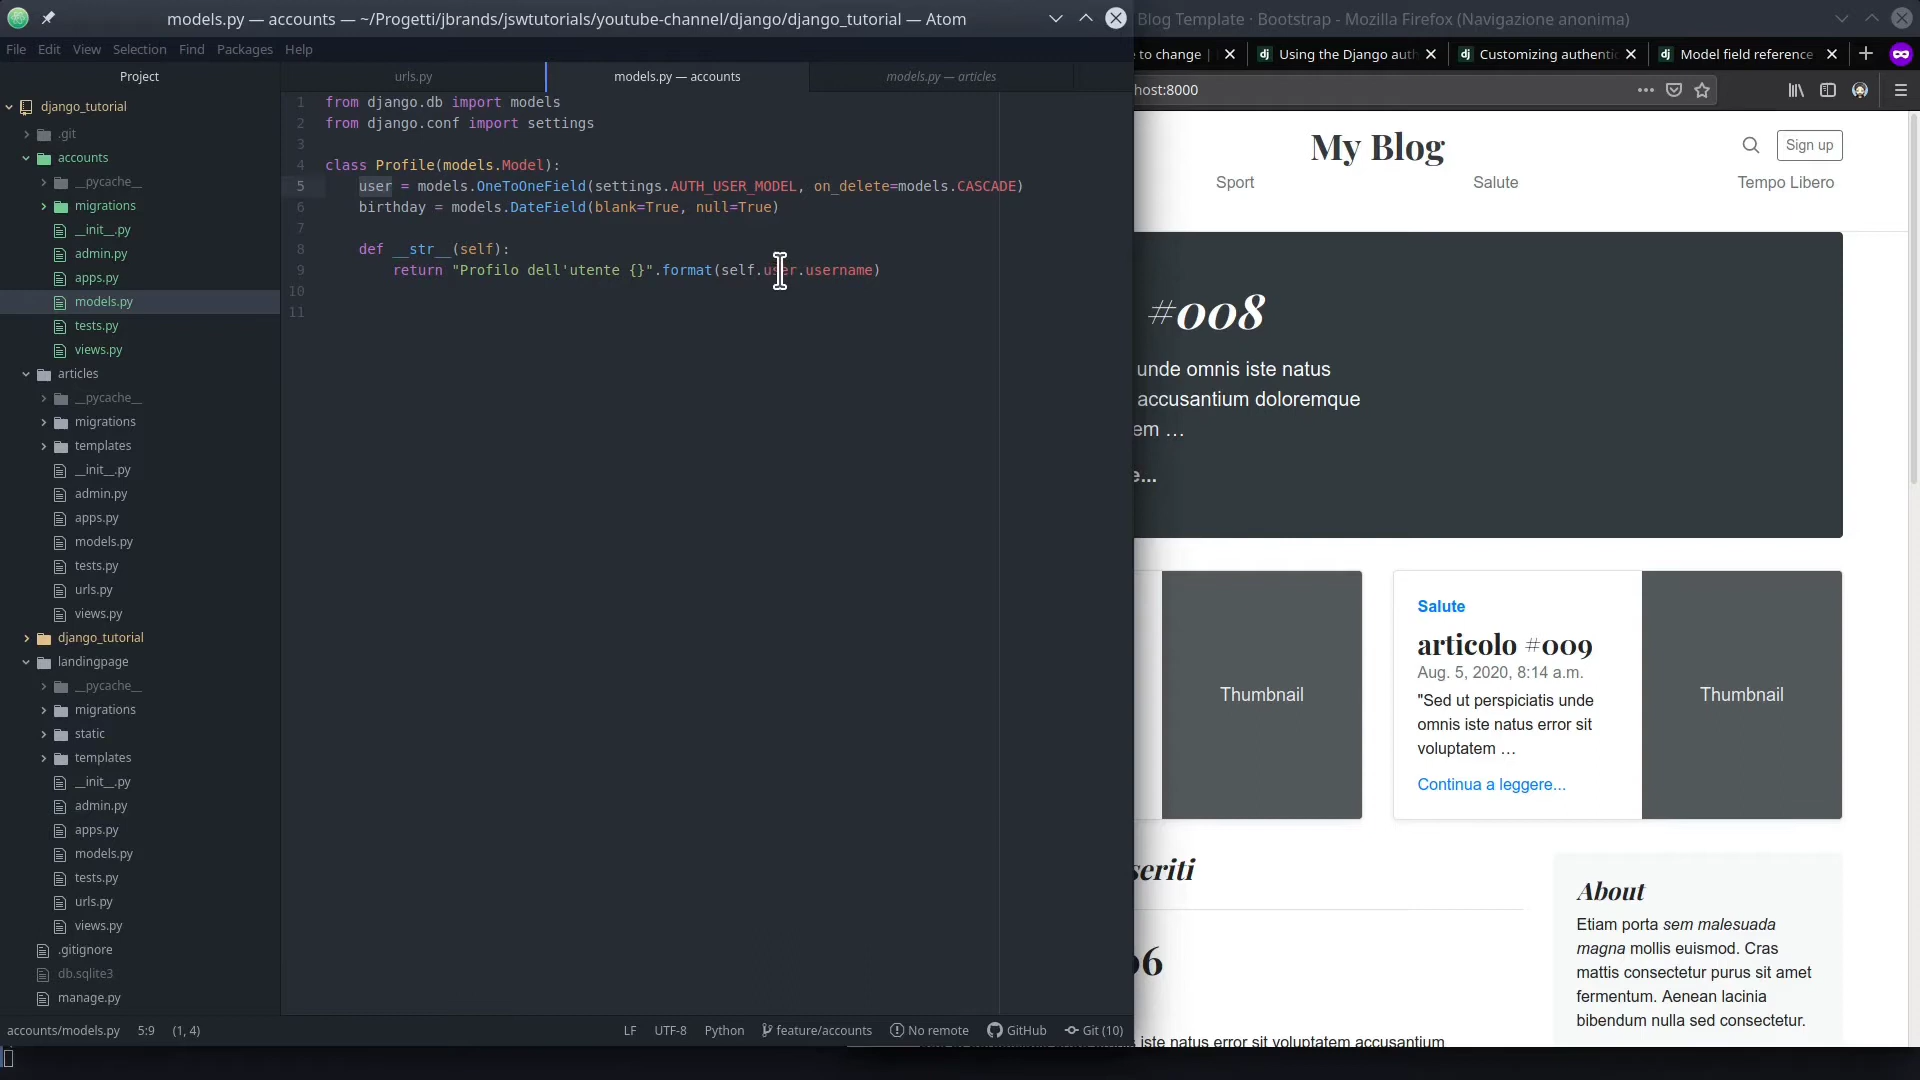 models.py — accounts — ~/Progetti/jbrands/jswtutorials/youtube-channel/django/django_tutorial — Atom
File Edit View Selection Find Packages Help
Project
django_tutorial
.git
accounts
__pycache__
migrations
__init__.py
admin.py
apps.py
models.py
tests.py
views.py
articles
__pycache__
migrations
templates
__init__.py
admin.py
apps.py
models.py
tests.py
urls.py
views.py
django_tutorial
landingpage
__pycache__
migrations
static
templates
__init__.py
admin.py
apps.py
models.py
tests.py
urls.py
views.py
.gitignore
db.sqlite3
manage.py
urls.py
models.py — accounts
models.py — articles
1 from django.db import models
2 from django.conf import settings
3
4 class Profile(models.Model):
5 user = models.OneToOneField(settings.AUTH_USER_MODEL, on_delete=models.CASCADE)
6 birthday = models.DateField(blank=True, null=True)
7
8 def __str__(self):
9 return "Profilo dell'utente {}".format(self.user.username)
10
11
accounts/models.py 5:9 (1, 4)
LF UTF-8 Python feature/accounts No remote GitHub Git (10)
Blog Template · Bootstrap - Mozilla Firefox (Navigazione anonima)
e to change |
dj Using the Django aut
dj Customizing authentic
dj Model field reference
host:8000
My Blog
Sign up
Sport
Salute
Tempo Libero
#008
unde omnis iste natus
accusantium doloremque
em …
e...
Thumbnail
Salute
articolo #009
Aug. 5, 2020, 8:14 a.m.
"Sed ut perspiciatis unde
omnis iste natus error sit
voluptatem …
Continua a leggere...
Thumbnail
seriti
06
iste natus error sit voluptatem accusantium
About
Etiam porta sem malesuada
magna mollis euismod. Cras
mattis consectetur purus sit amet
fermentum. Aenean lacinia
bibendum nulla sed consectetur.